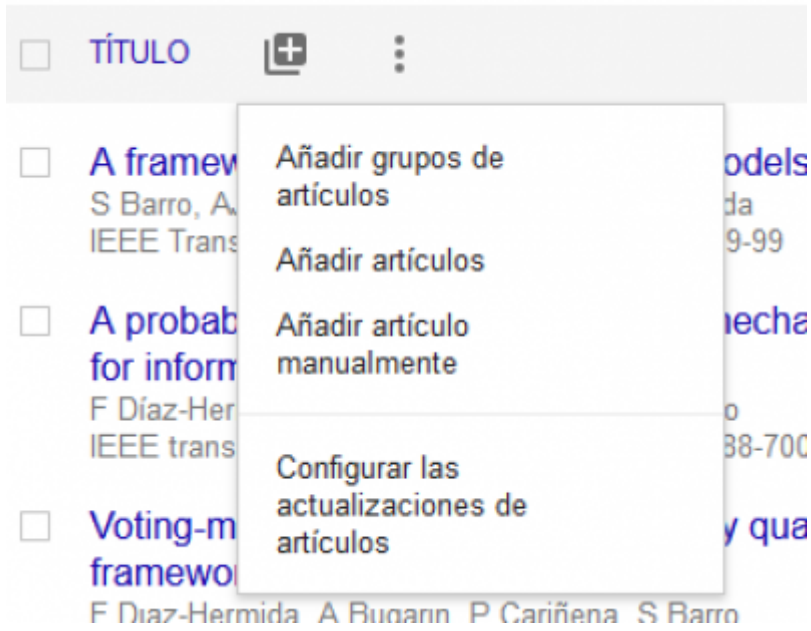 TÍTULO
A framew
Añadir grupos de
artículos
odels
S Barro, A.
da
IEEE Trans
9-99
Añadir artículos
A probab
Añadir artículo
manualmente
necha
for inform
F Díaz-Her
o
IEEE trans
38-700
Configurar las
actualizaciones de
artículos
Voting-m
y qua
framewo
F Díaz-Hermida, A Bugarín, P Cariñena, S Barro